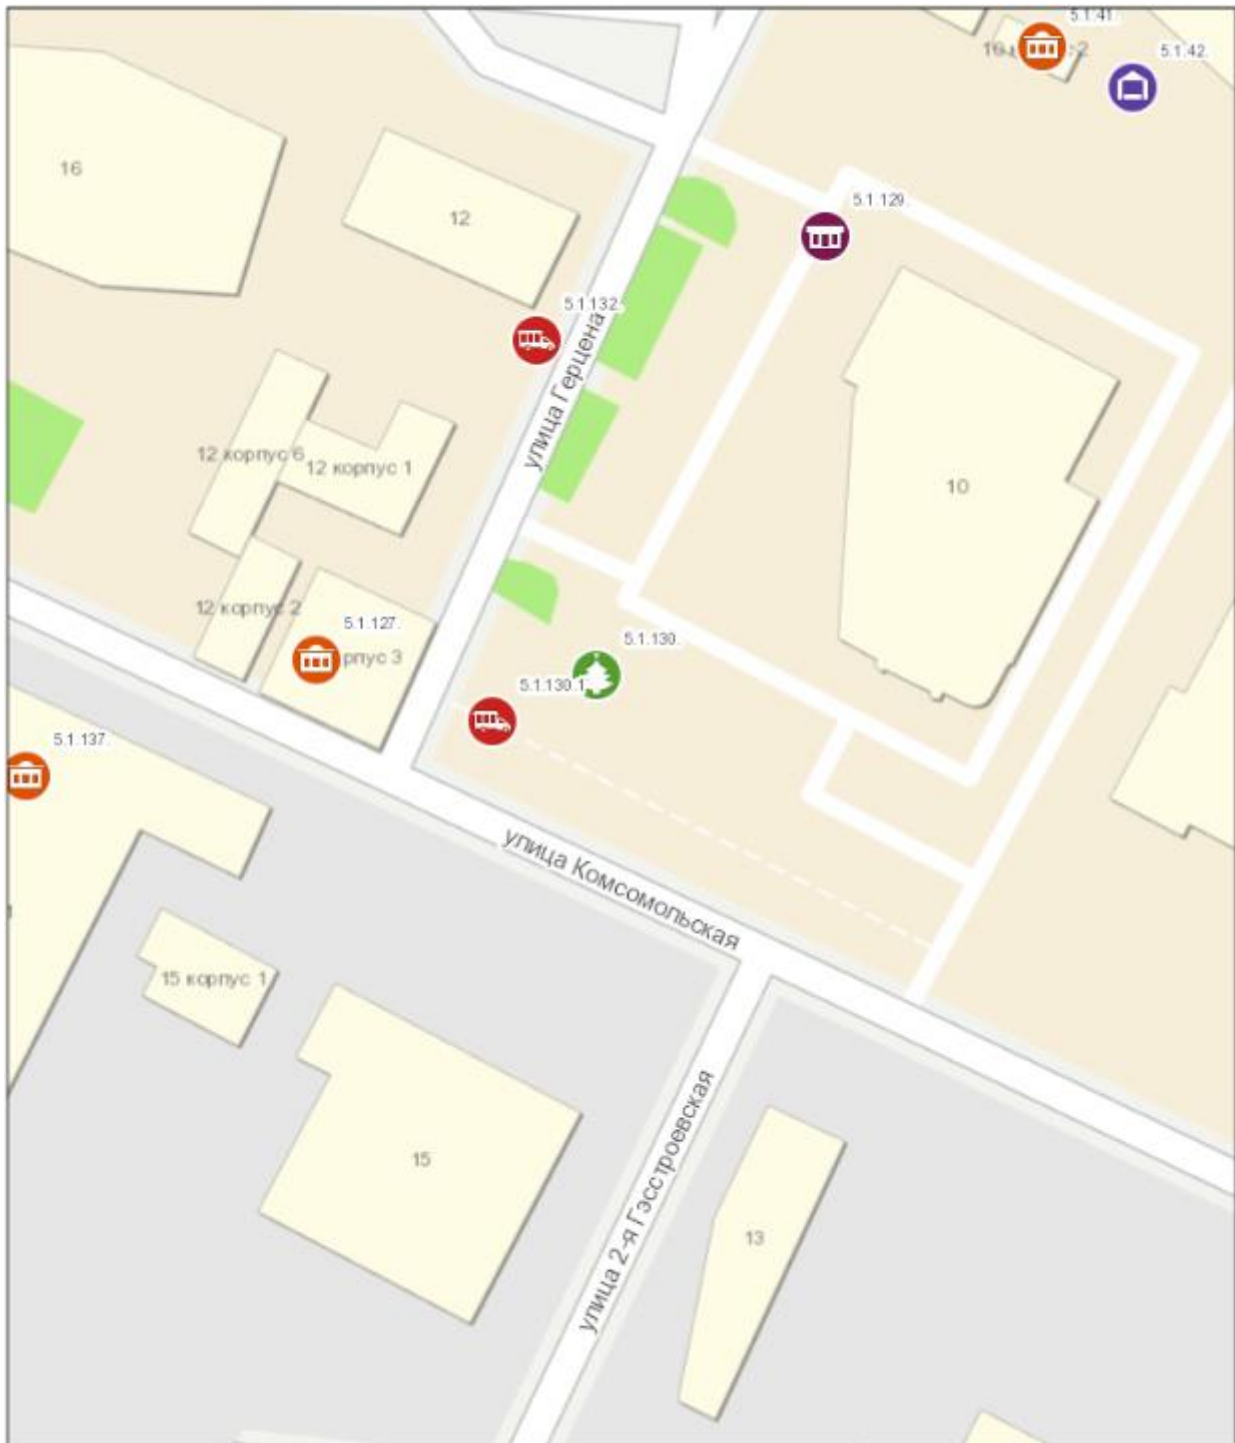 5.1.41.
5.1.42.
16
12
5.1.129.
5.1.132.
улица Герцена
12 корпус 6
12 корпус 1
10
12 корпус 2
5.1.127.
рпус 3
5.1.130.
5.1.130.1
5.1.137.
улица Комсомольская
15 корпус 1
15
улица 2-я Гэсстроевская
13